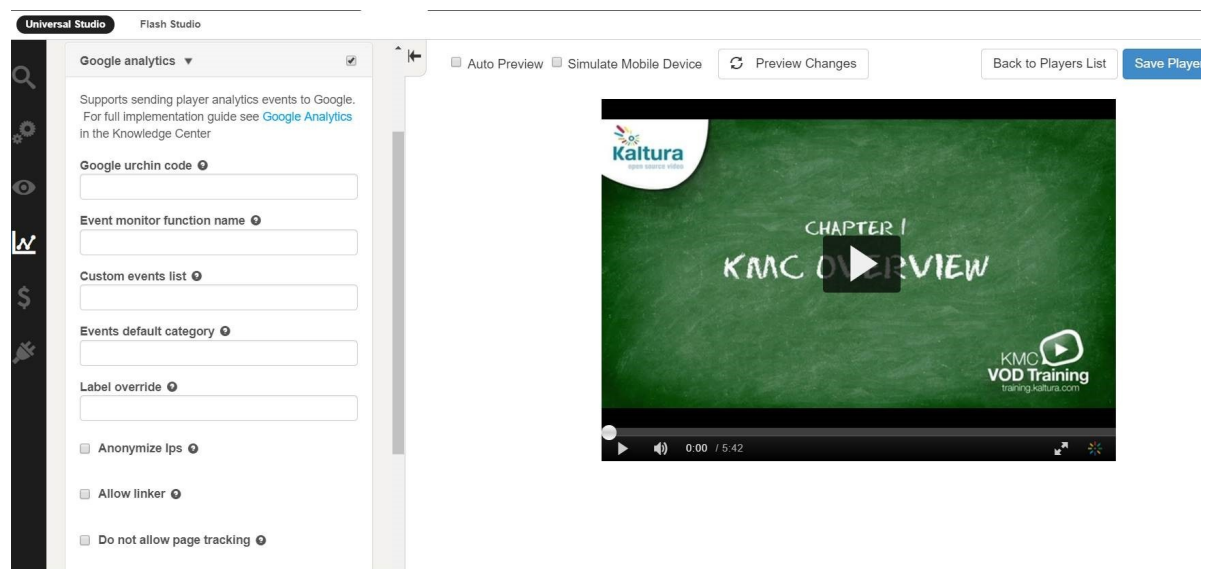 Universal Studio Flash Studio
Google analytics
Supports sending player analytics events to Google.
For full implementation guide see Google Analytics
in the Knowledge Center
Google urchin code
Event monitor function name
Custom events list
Events default category
Label override
Anonymize Ips
Allow linker
Do not allow page tracking
Auto Preview Simulate Mobile Device Preview Changes Back to Players List Save Playe
Kaltura
open source video
CHAPTER 1
KMC OVERVIEW
KMC
VOD Training
training.kaltura.com
0:00 / 5:42